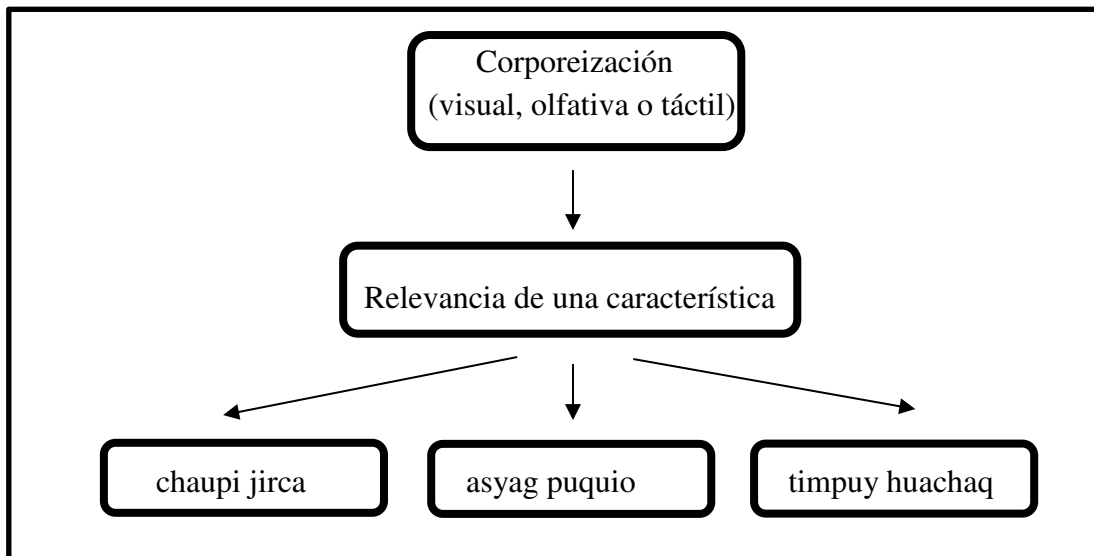 Corporeización
(visual, olfativa o táctil)
Relevancia de una característica
chaupi jirca
asyag puquio
timpuy huachaq